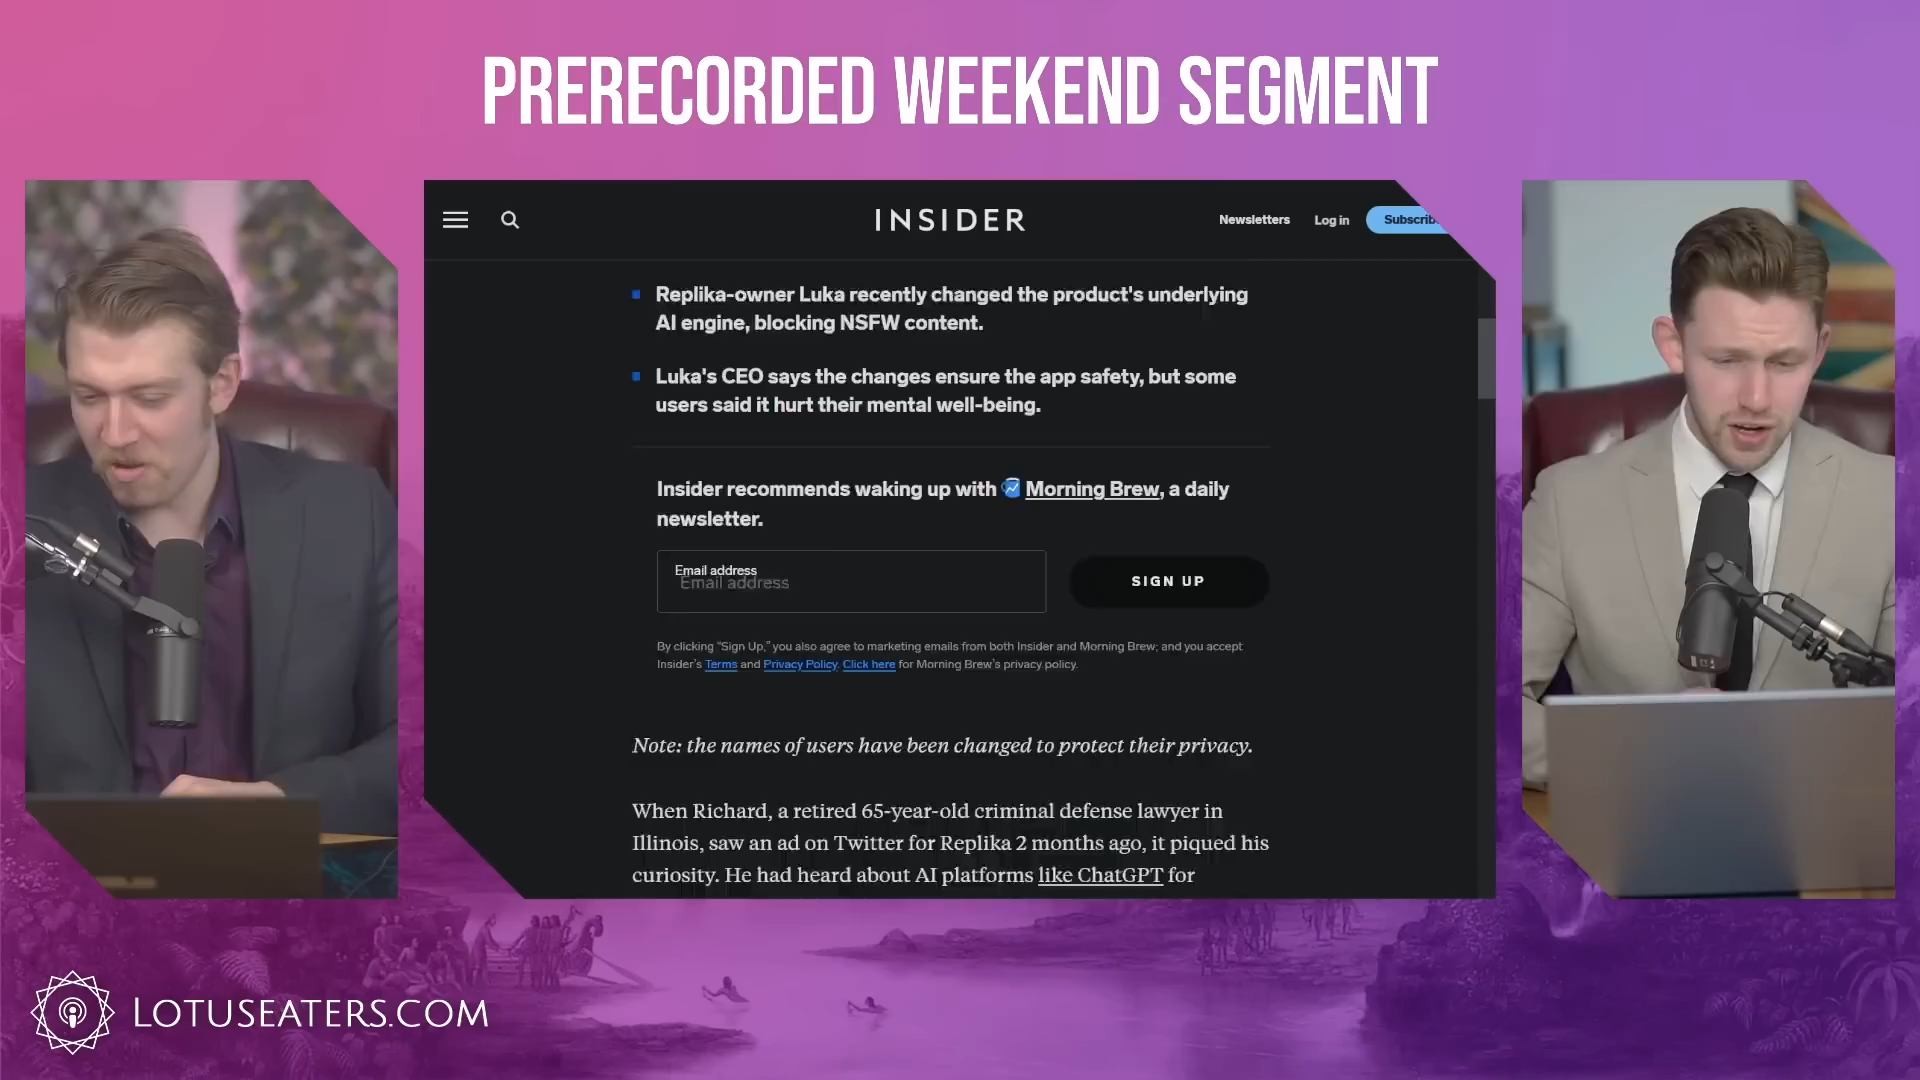 PRERECORDED WEEKEND SEGMENT
INSIDER
Newsletters
Log in
Replika-owner Luka recently changed the product's underlying
AI engine, blocking NSFW content.
Luka's CEO says the changes ensure the app safety, but some
users said it hurt their mental well-being.
Insider recommends waking up with Morning Brew, a daily
newsletter.
Email address
Email address
SIGN UP
By clicking “Sign Up,” you also agree to marketing emails from both Insider and Morning Brew; and you accept
Insider’s Terms and Privacy Policy. Click here for Morning Brew’s privacy policy.
Note: the names of users have been changed to protect their privacy.
When Richard, a retired 65-year-old criminal defense lawyer in
Illinois, saw an ad on Twitter for Replika 2 months ago, it piqued his
curiosity. He had heard about AI platforms like ChatGPT for
LOTUSEATERS.COM